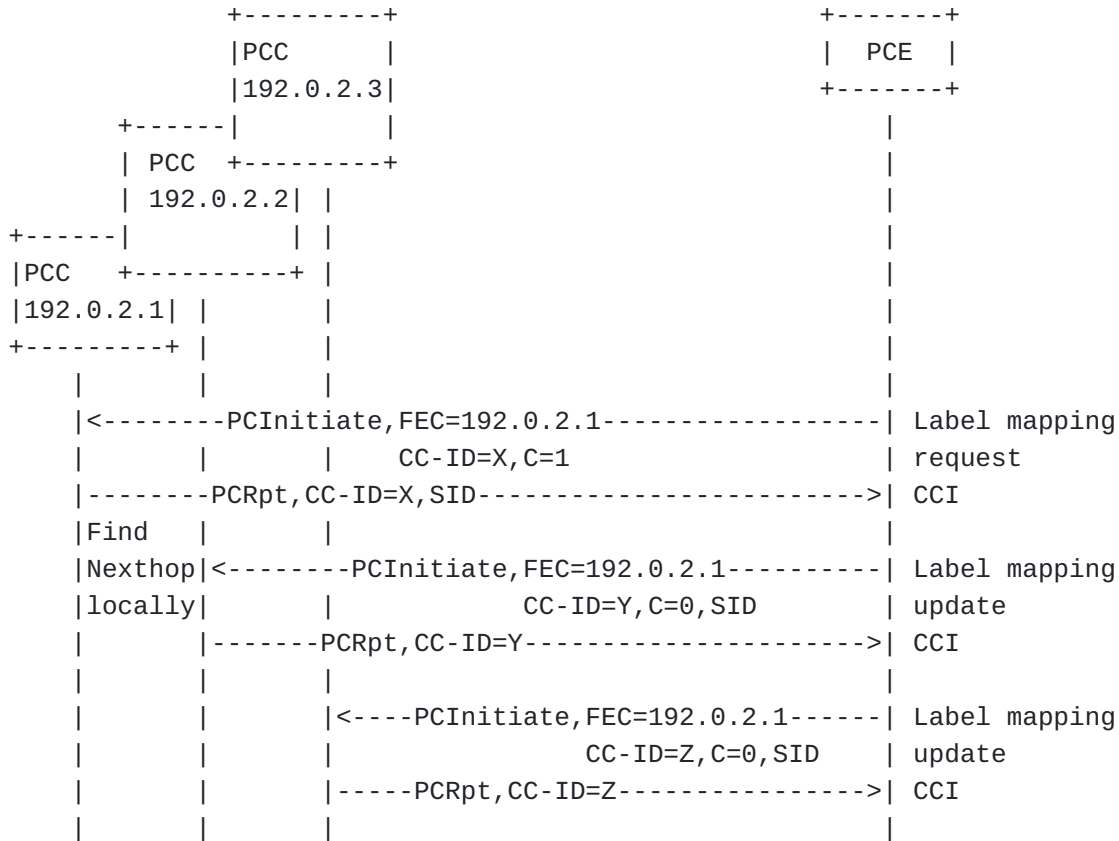 PCC PCE
192.0.2.3
PCC
192.0.2.2
PCC
192.0.2.1
PCInitiate,FEC=192.0.2.1 Label mapping
CC-ID=X,C=1 request
PCRpt,CC-ID=X,SID CCI
Find
Nexthop PCInitiate,FEC=192.0.2.1 Label mapping
locally CC-ID=Y,C=0,SID update
PCRpt,CC-ID=Y CCI
PCInitiate,FEC=192.0.2.1 Label mapping
CC-ID=Z,C=0,SID update
PCRpt,CC-ID=Z CCI